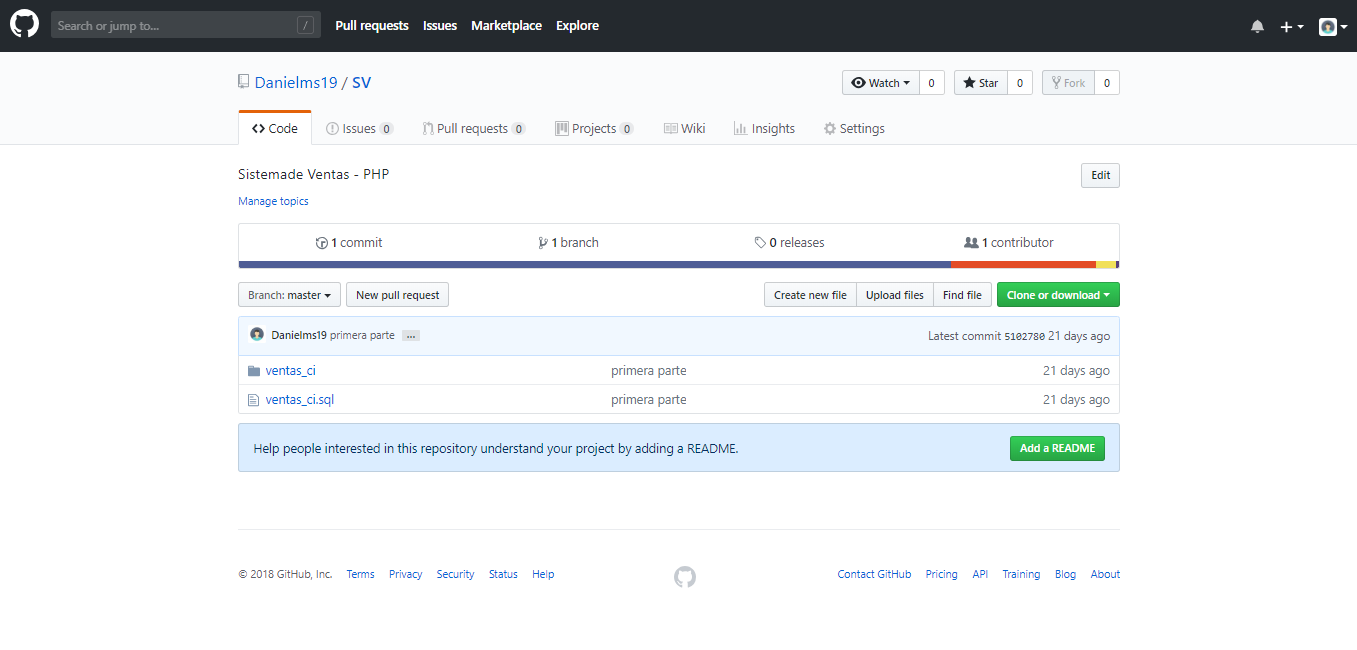 Search or jump to... /
Pull requests Issues Marketplace Explore
Danielms19 / SV
Watch 0 Star 0 Fork 0
Code Issues 0 Pull requests 0 Projects 0 Wiki Insights Settings
Sistemade Ventas - PHP
Edit
Manage topics
1 commit 1 branch 0 releases 1 contributor
Branch: master New pull request Create new file Upload files Find file Clone or download
Danielms19 primera parte ... Latest commit 5102780 21 days ago
ventas_ci primera parte 21 days ago
ventas_ci.sql primera parte 21 days ago
Help people interested in this repository understand your project by adding a README. Add a README
© 2018 GitHub, Inc. Terms Privacy Security Status Help Contact GitHub Pricing API Training Blog About